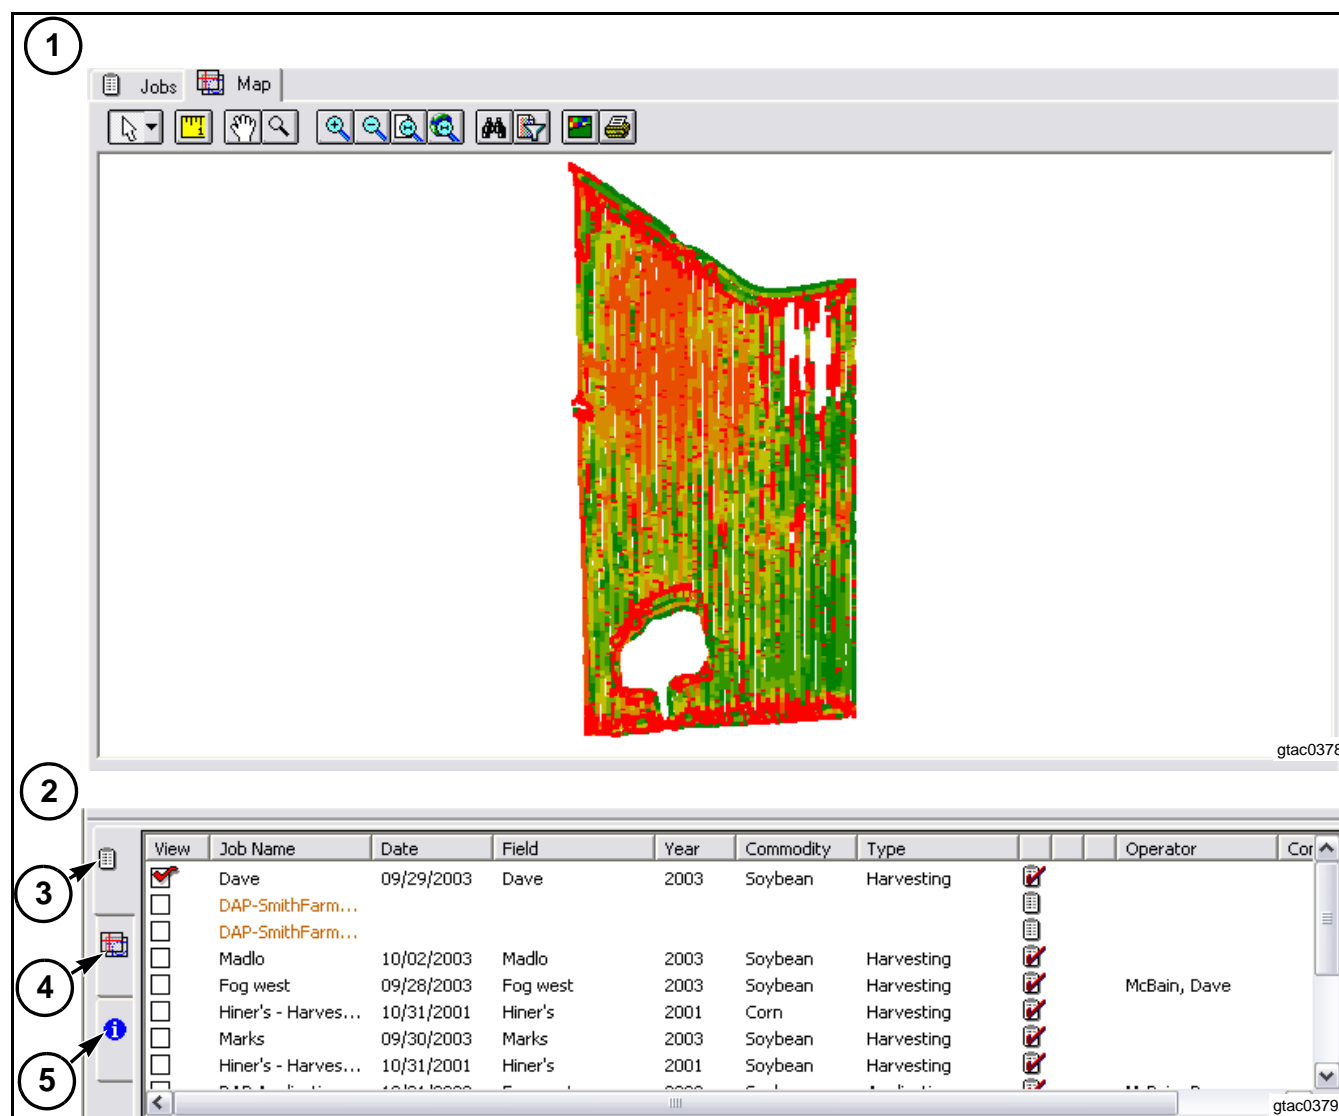 1
Jobs Map
gtac0378
2
View Job Name Date Field Year Commodity Type Operator Cor
3
Dave 09/29/2003 Dave 2003 Soybean Harvesting
DAP-SmithFarm...
DAP-SmithFarm...
4
Madlo 10/02/2003 Madlo 2003 Soybean Harvesting
Fog west 09/28/2003 Fog west 2003 Soybean Harvesting McBain, Dave
Hiner's - Harves... 10/31/2001 Hiner's 2001 Corn Harvesting
Marks 09/30/2003 Marks 2003 Soybean Harvesting
5
Hiner's - Harves... 10/31/2001 Hiner's 2001 Soybean Harvesting
gtac0379